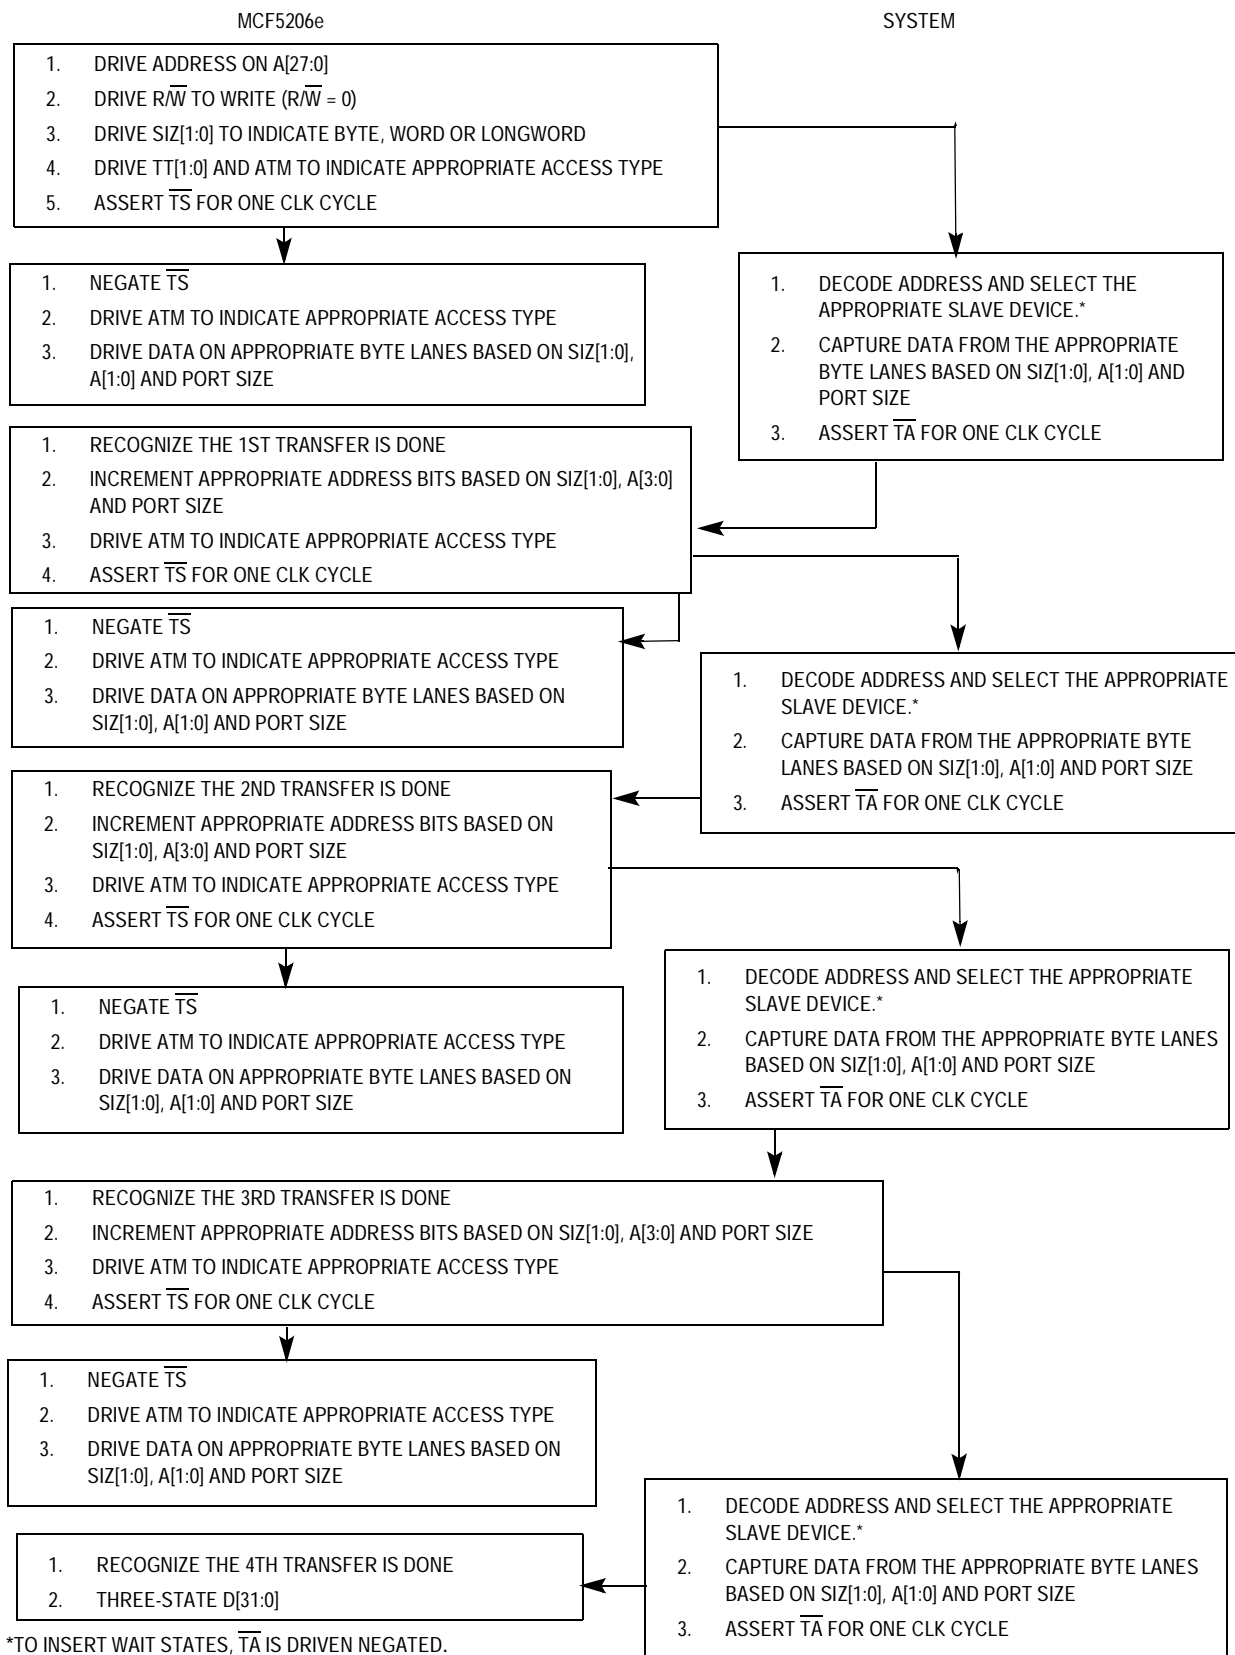 MCF5206e
SYSTEM
1. DRIVE ADDRESS ON A[27:0]
2. DRIVE R/W̅ TO WRITE (R/W̅ = 0)
3. DRIVE SIZ[1:0] TO INDICATE BYTE, WORD OR LONGWORD
4. DRIVE TT[1:0] AND ATM TO INDICATE APPROPRIATE ACCESS TYPE
5. ASSERT T̅S̅ FOR ONE CLK CYCLE
1. NEGATE T̅S̅
2. DRIVE ATM TO INDICATE APPROPRIATE ACCESS TYPE
3. DRIVE DATA ON APPROPRIATE BYTE LANES BASED ON SIZ[1:0],
A[1:0] AND PORT SIZE
1. DECODE ADDRESS AND SELECT THE
APPROPRIATE SLAVE DEVICE.*
2. CAPTURE DATA FROM THE APPROPRIATE
BYTE LANES BASED ON SIZ[1:0], A[1:0] AND
PORT SIZE
3. ASSERT T̅A̅ FOR ONE CLK CYCLE
1. RECOGNIZE THE 1ST TRANSFER IS DONE
2. INCREMENT APPROPRIATE ADDRESS BITS BASED ON SIZ[1:0], A[3:0]
AND PORT SIZE
3. DRIVE ATM TO INDICATE APPROPRIATE ACCESS TYPE
4. ASSERT T̅S̅ FOR ONE CLK CYCLE
1. NEGATE T̅S̅
2. DRIVE ATM TO INDICATE APPROPRIATE ACCESS TYPE
3. DRIVE DATA ON APPROPRIATE BYTE LANES BASED ON
SIZ[1:0], A[1:0] AND PORT SIZE
1. DECODE ADDRESS AND SELECT THE APPROPRIATE
SLAVE DEVICE.*
2. CAPTURE DATA FROM THE APPROPRIATE BYTE
LANES BASED ON SIZ[1:0], A[1:0] AND PORT SIZE
3. ASSERT T̅A̅ FOR ONE CLK CYCLE
1. RECOGNIZE THE 2ND TRANSFER IS DONE
2. INCREMENT APPROPRIATE ADDRESS BITS BASED ON
SIZ[1:0], A[3:0] AND PORT SIZE
3. DRIVE ATM TO INDICATE APPROPRIATE ACCESS TYPE
4. ASSERT T̅S̅ FOR ONE CLK CYCLE
1. NEGATE T̅S̅
2. DRIVE ATM TO INDICATE APPROPRIATE ACCESS TYPE
3. DRIVE DATA ON APPROPRIATE BYTE LANES BASED ON
SIZ[1:0], A[1:0] AND PORT SIZE
1. DECODE ADDRESS AND SELECT THE APPROPRIATE
SLAVE DEVICE.*
2. CAPTURE DATA FROM THE APPROPRIATE BYTE LANES
BASED ON SIZ[1:0], A[1:0] AND PORT SIZE
3. ASSERT T̅A̅ FOR ONE CLK CYCLE
1. RECOGNIZE THE 3RD TRANSFER IS DONE
2. INCREMENT APPROPRIATE ADDRESS BITS BASED ON SIZ[1:0], A[3:0] AND PORT SIZE
3. DRIVE ATM TO INDICATE APPROPRIATE ACCESS TYPE
4. ASSERT T̅S̅ FOR ONE CLK CYCLE
1. NEGATE T̅S̅
2. DRIVE ATM TO INDICATE APPROPRIATE ACCESS TYPE
3. DRIVE DATA ON APPROPRIATE BYTE LANES BASED ON
SIZ[1:0], A[1:0] AND PORT SIZE
1. DECODE ADDRESS AND SELECT THE APPROPRIATE
SLAVE DEVICE.*
2. CAPTURE DATA FROM THE APPROPRIATE BYTE LANES
BASED ON SIZ[1:0], A[1:0] AND PORT SIZE
3. ASSERT T̅A̅ FOR ONE CLK CYCLE
1. RECOGNIZE THE 4TH TRANSFER IS DONE
2. THREE-STATE D[31:0]
*TO INSERT WAIT STATES, T̅A̅ IS DRIVEN NEGATED.